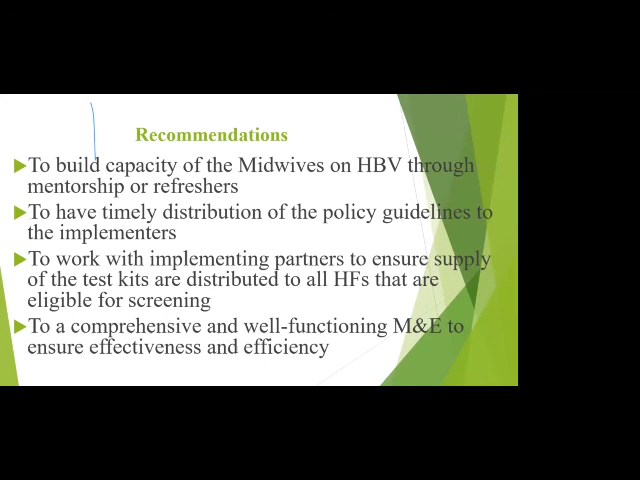 Recommendations
To build capacity of the Midwives on HBV through
mentorship or refreshers
To have timely distribution of the policy guidelines to
the implementers
To work with implementing partners to ensure supply
of the test kits are distributed to all HFs that are
eligible for screening
To a comprehensive and well-functioning M&E to
ensure effectiveness and efficiency